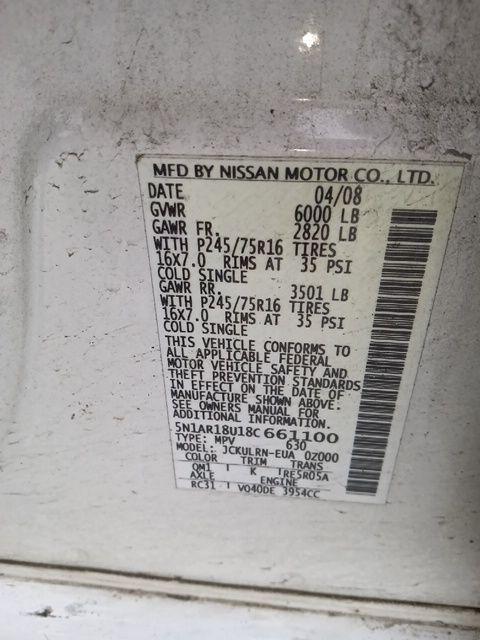 MFD BY NISSAN MOTOR CO., LTD.
DATE 04/08
GVWR 6000 LB
GAWR FR. 2820 LB
WITH P245/75R16 TIRES
16X7.0 RIMS AT 35 PSI
COLD SINGLE
GAWR RR. 3501 LB
WITH P245/75R16 TIRES
16X7.0 RIMS AT 35 PSI
COLD SINGLE
THIS VEHICLE CONFORMS TO
ALL APPLICABLE FEDERAL
MOTOR VEHICLE SAFETY AND
THEFT PREVENTION STANDARDS
IN EFFECT ON THE DATE OF
MANUFACTURE SHOWN ABOVE.
SEE OWNERS MANUAL FOR
ADDITIONAL INFORMATION.
5N1AR18U18C661100
TYPE: MPV 630
MODEL: JCKULRN-EUA 0Z000
COLOR TRIM TRANS
QM1 K RE5R05A
AXLE ENGINE
RC31 VQ40DE 3954CC